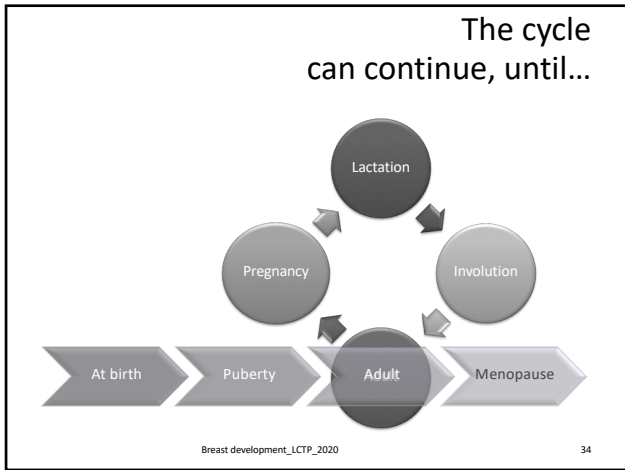 The cycle
can continue, until…
Lactation
Pregnancy
Involution
At birth
Puberty
Adult
Menopause
Breast development_LCTP_2020
34